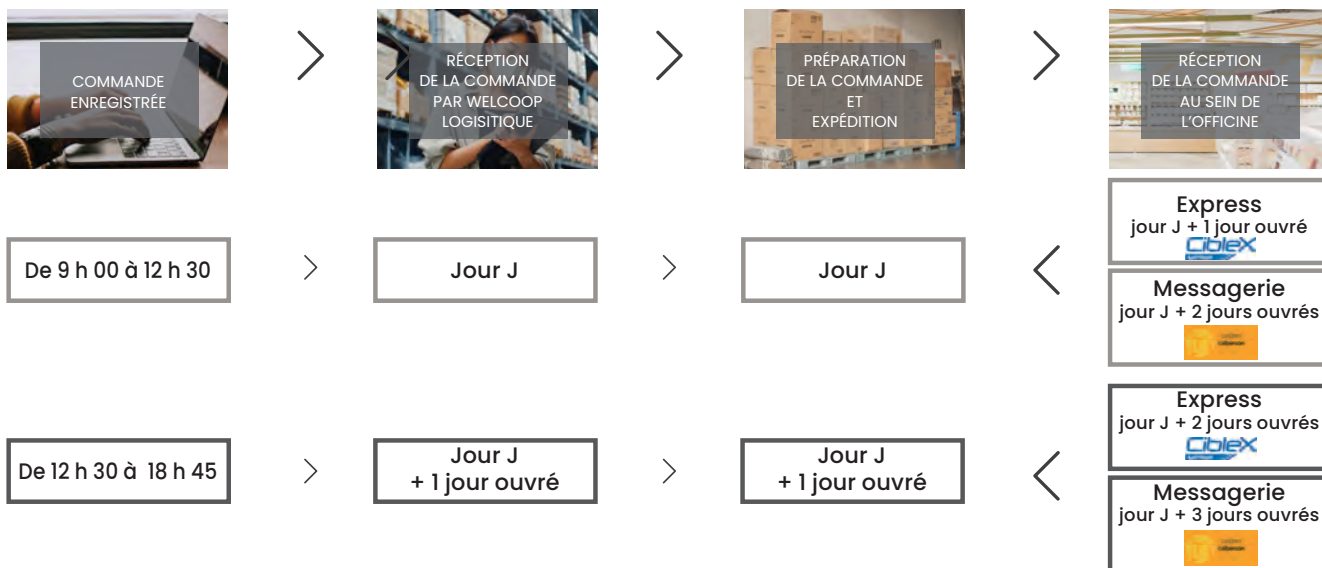 COMMANDE
ENREGISTRÉE
RÉCEPTION
DE LA COMMANDE
PAR WELCOOP
LOGISITIQUE
PRÉPARATION
DE LA COMMANDE
ET
EXPÉDITION
RÉCEPTION
DE LA COMMANDE
AU SEIN DE
L’OFFICINE
De 9 h 00 à 12 h 30
Jour J
Jour J
Express
jour J + 1 jour ouvré
Ciblex
Messagerie
jour J + 2 jours ouvrés
De 12 h 30 à 18 h 45
Jour J
+ 1 jour ouvré
Jour J
+ 1 jour ouvré
Express
jour J + 2 jours ouvrés
Ciblex
Messagerie
jour J + 3 jours ouvrés